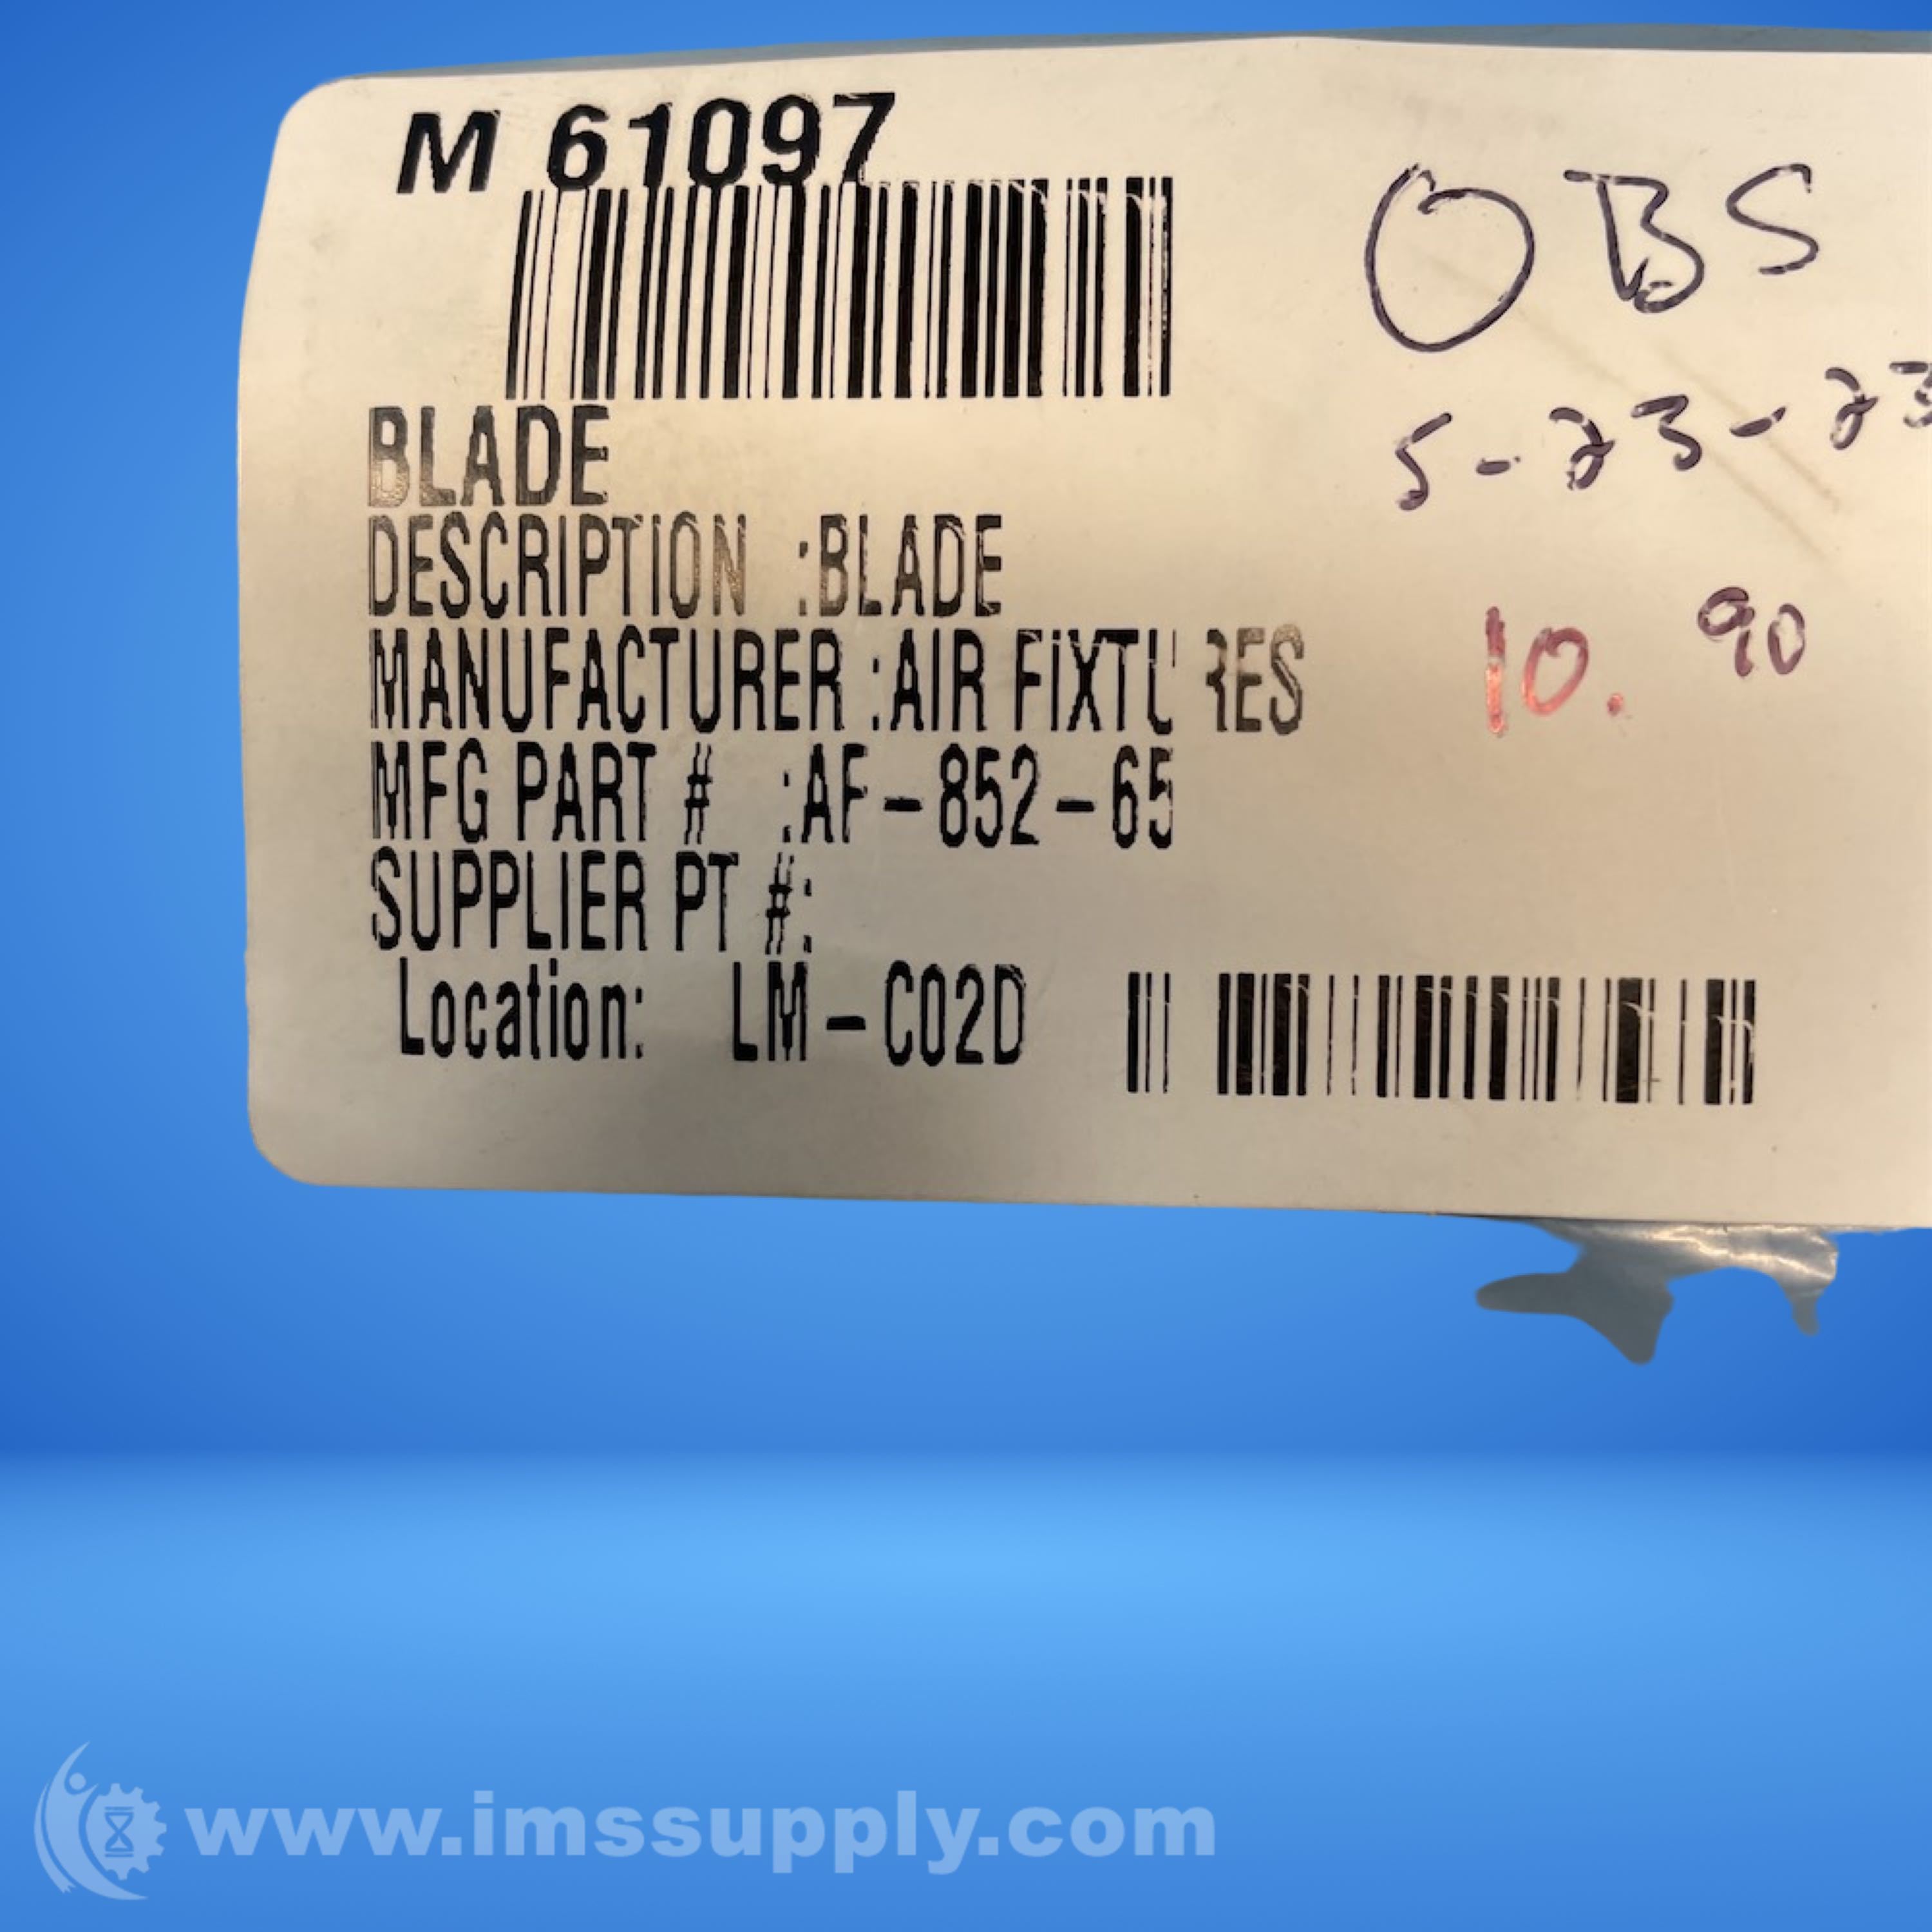 M 61097
OBS
5-23-23
BLADE
DESCRIPTION :BLADE
MANUFACTURER :AIR FIXTURES
10.90
MFG PART # :AF-852-65
SUPPLIER PT #:
Location: LM-C02D
www.imssupply.com